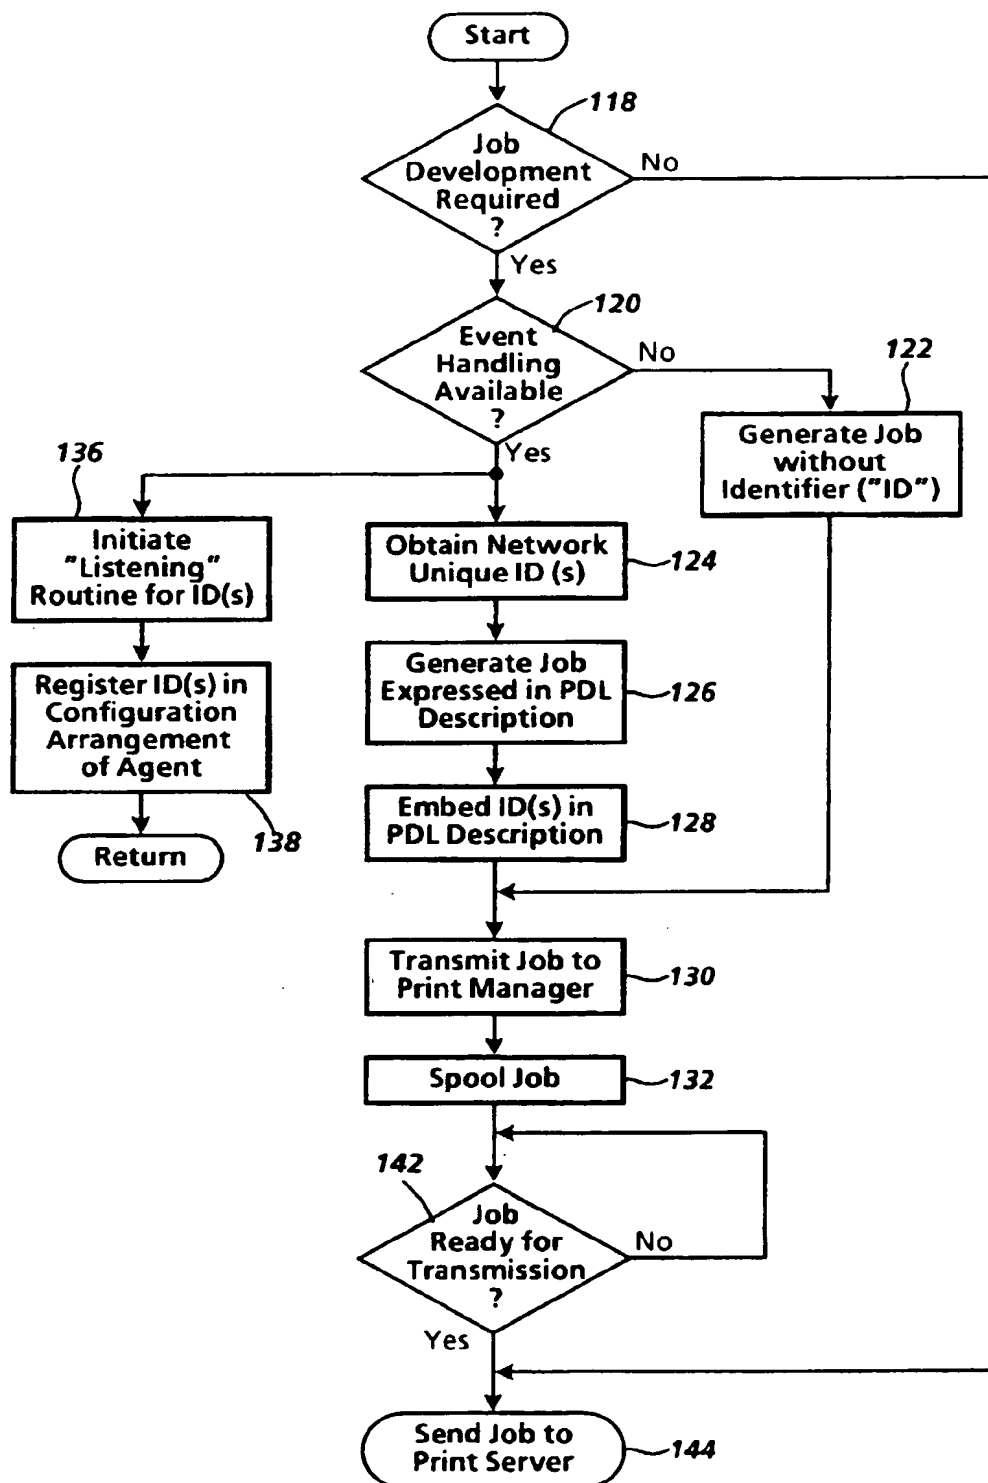 Start
118
Job
Development
Required
?
No
Yes
120
Event
Handling
Available
?
No
Yes
122
Generate Job
without
Identifier ("ID")
136
Initiate
"Listening"
Routine for ID(s)
Obtain Network
Unique ID (s)
124
Register ID(s) in
Configuration
Arrangement
of Agent
138
Return
Generate Job
Expressed in PDL
Description
126
Embed ID(s) in
PDL Description
128
Transmit Job to
Print Manager
130
Spool Job
132
142
Job
Ready for
Transmission
?
No
Yes
Send Job to
Print Server
144